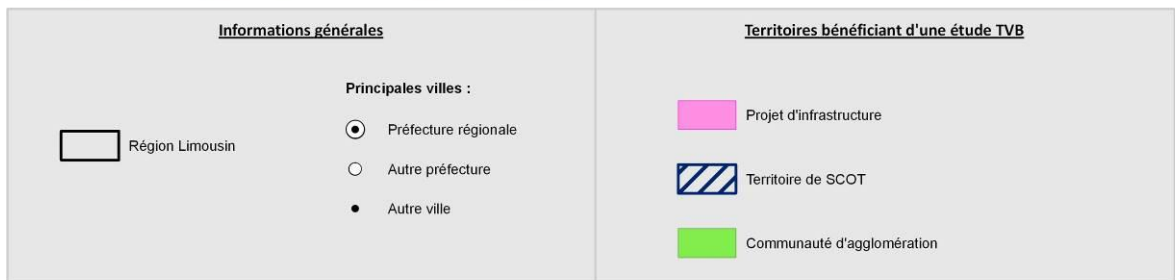 Informations générales
Principales villes :
Région Limousin
Préfecture régionale
Autre préfecture
Autre ville
Territoires bénéficiant d'une étude TVB
Projet d'infrastructure
Territoire de SCOT
Communauté d'agglomération